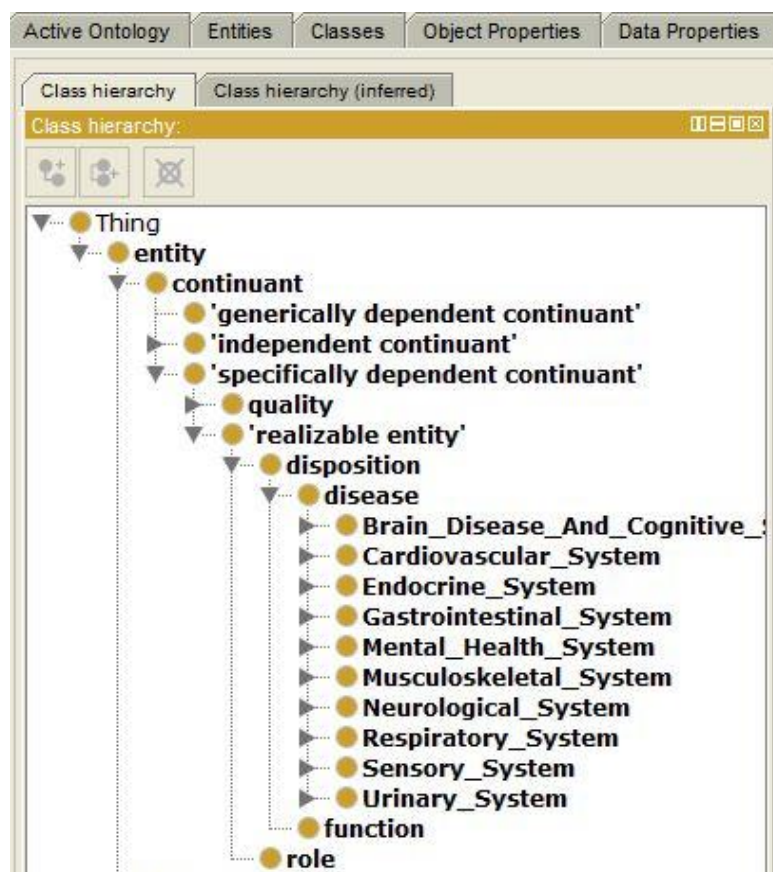 Active Ontology Entities Classes Object Properties Data Properties
Class hierarchy Class hierarchy (inferred)
Class hierarchy:
Thing
entity
continuant
'generically dependent continuant'
'independent continuant'
'specifically dependent continuant'
quality
'realizable entity'
disposition
disease
Brain_Disease_And_Cognitive_
Cardiovascular_System
Endocrine_System
Gastrointestinal_System
Mental_Health_System
Musculoskeletal_System
Neurological_System
Respiratory_System
Sensory_System
Urinary_System
function
role